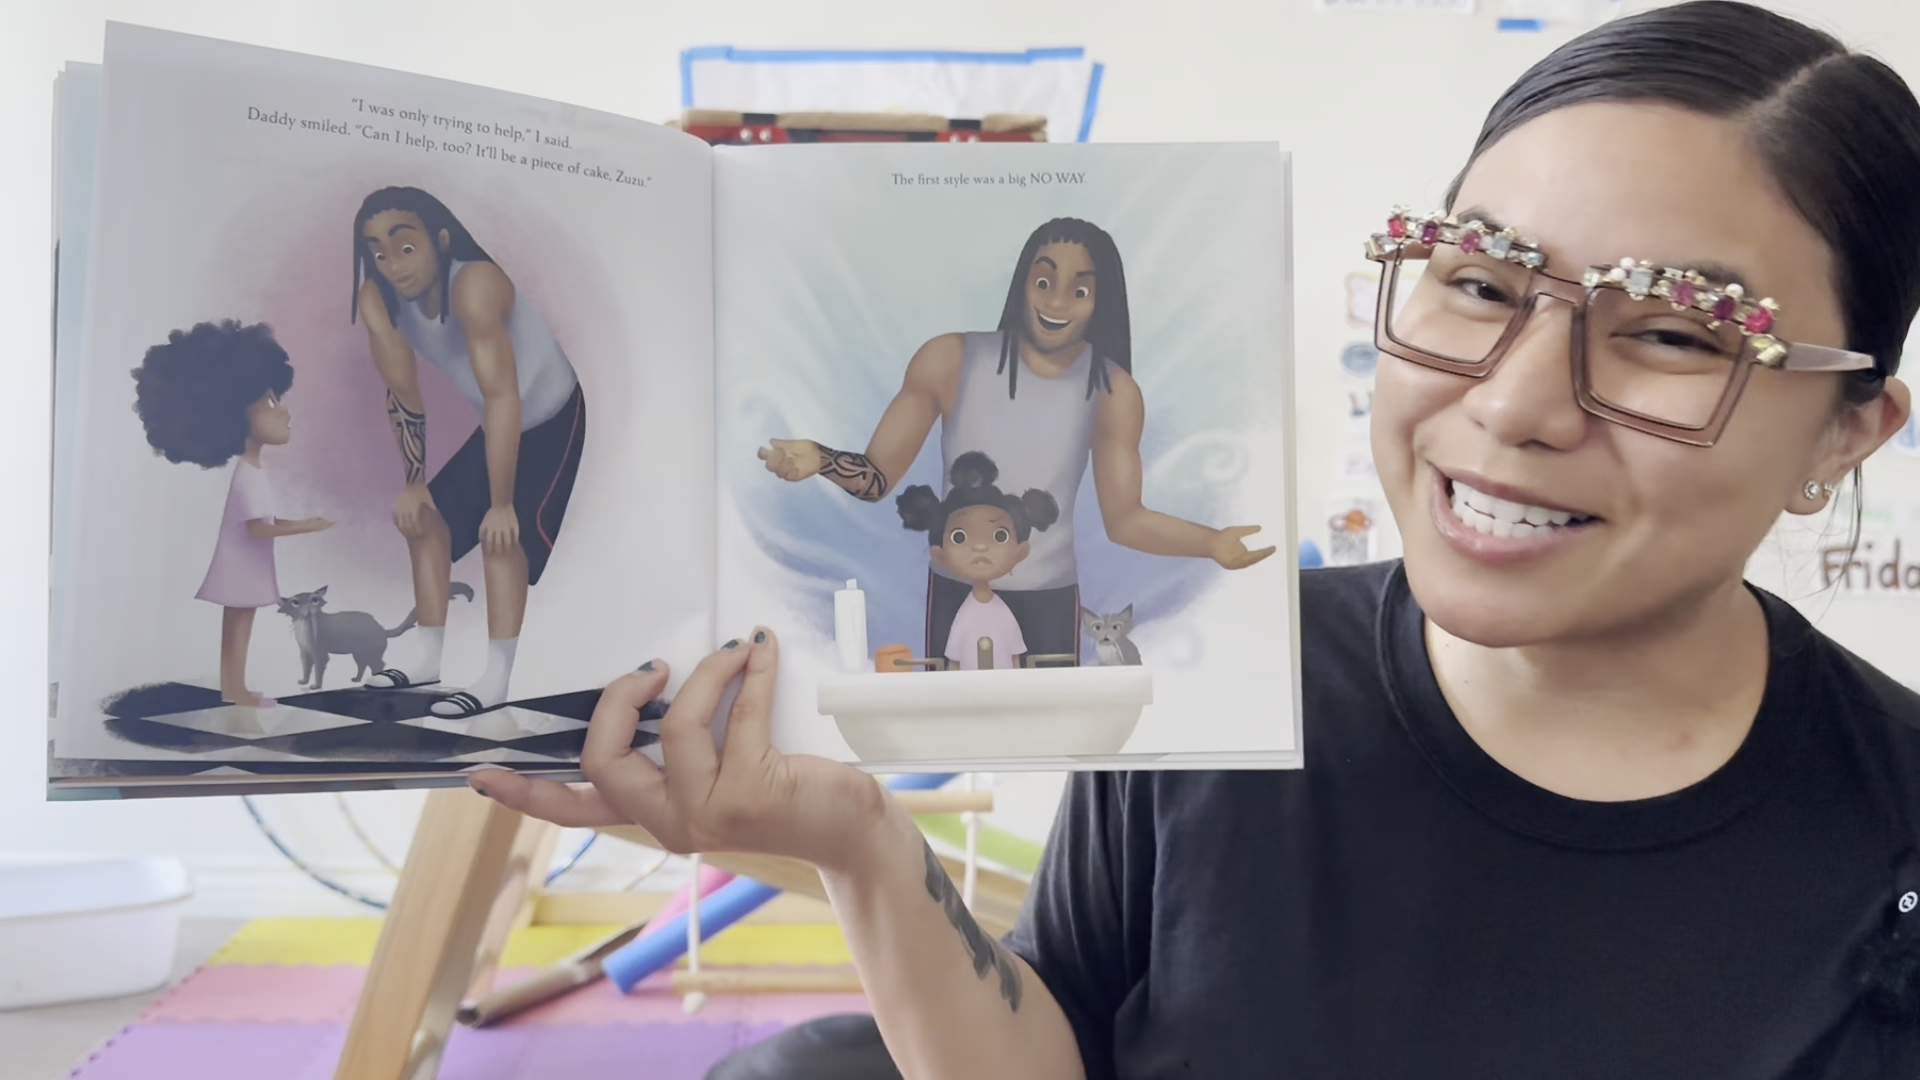 "I was only trying to help," I said.
Daddy smiled. "Can I help, too? It'll be a piece of cake, Zuzu."
The first style was a big NO WAY.
Frida